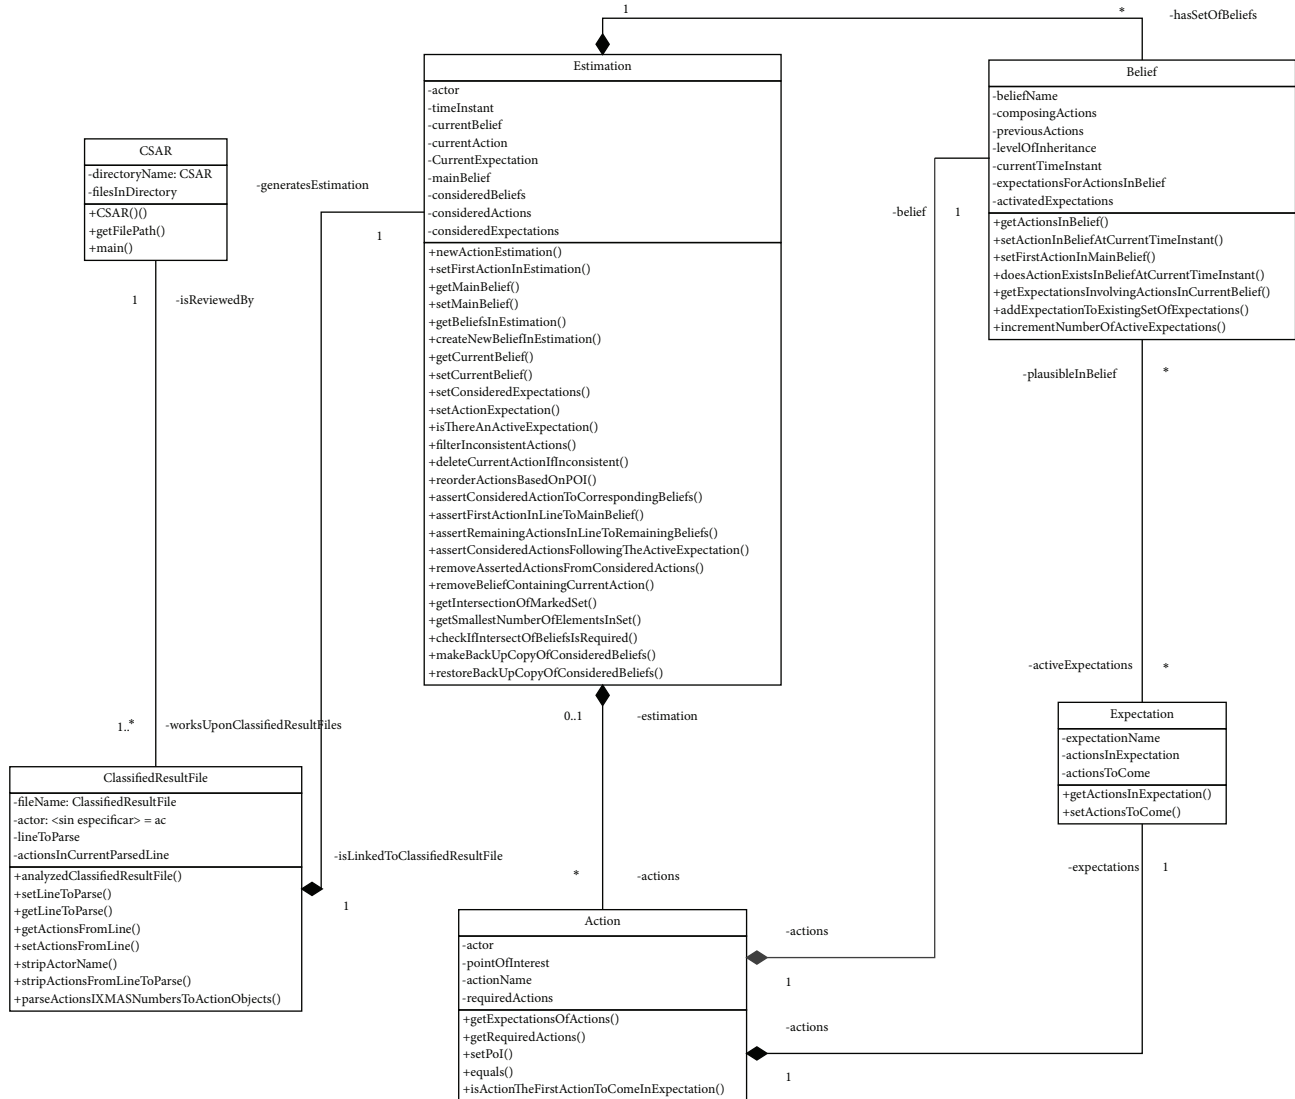 1
*
-hasSetOfBeliefs
Estimation
-actor
-timeInstant
-currentBelief
-currentAction
-CurrentExpectation
-mainBelief
-consideredBeliefs
-consideredActions
-consideredExpectations
+newActionEstimation()
+setFirstActionInEstimation()
+getMainBelief()
+setMainBelief()
+getBeliefsInEstimation()
+createNewBeliefInEstimation()
+getCurrentBelief()
+setCurrentBelief()
+setConsideredExpectations()
+setActionExpectation()
+isThereAnActiveExpectation()
+filterInconsistentActions()
+deleteCurrentActionIfInconsistent()
+reorderActionsBasedOnPOI()
+assertConsideredActionToCorrespondingBeliefs()
+assertFirstActionInLineToMainBelief()
+assertRemainingActionsInLineToRemainingBeliefs()
+assertConsideredActionsFollowingTheActiveExpectation()
+removeAssertedActionsFromConsideredActions()
+removeBeliefContainingCurrentAction()
+getIntersectionOfMarkedSet()
+getSmallestNumberOfElementsInSet()
+checkIfIntersectOfBeliefsIsRequired()
+makeBackUpCopyOfConsideredBeliefs()
+restoreBackUpCopyOfConsideredBeliefs()
Belief
-beliefName
-composingActions
-previousActions
-levelOfInheritance
-currentTimeInstant
-expectationsForActionsInBelief
-activatedExpectations
+getActionsInBelief()
+setActionInBeliefAtCurrentTimeInstant()
+setFirstActionInMainBelief()
+doesActionExistsInBeliefAtCurrentTimeInstant()
+getExpectationsInvolvingActionsInCurrentBelief()
+addExpectationToExistingSetOfExpectations()
+incrementNumberOfActiveExpectations()
CSAR
-directoryName: CSAR
-filesInDirectory
+CSAR()()
+getFilePath()
+main()
-generatesEstimation
1
-belief
1
1
-isReviewedBy
-plausibleInBelief
*
-activeExpectations
*
1..*
-worksUponClassifiedResultFiles
0..1
-estimation
Expectation
-expectationName
-actionsInExpectation
-actionsToCome
+getActionsInExpectation()
+setActionsToCome()
ClassifiedResultFile
-fileName: ClassifiedResultFile
-actor: <sin especificar> = ac
-lineToParse
-actionsInCurrentParsedLine
+analyzedClassifiedResultFile()
+setLineToParse()
+getLineToParse()
+getActionsFromLine()
+setActionsFromLine()
+stripActorName()
+stripActionsFromLineToParse()
+parseActionsIXMASNumbersToActionObjects()
-isLinkedToClassifiedResultFile
1
*
-actions
-expectations
1
Action
-actor
-pointOfInterest
-actionName
-requiredActions
+getExpectationsOfActions()
+getRequiredActions()
+setPoI()
+equals()
+isActionTheFirstActionToComeInExpectation()
-actions
1
-actions
1